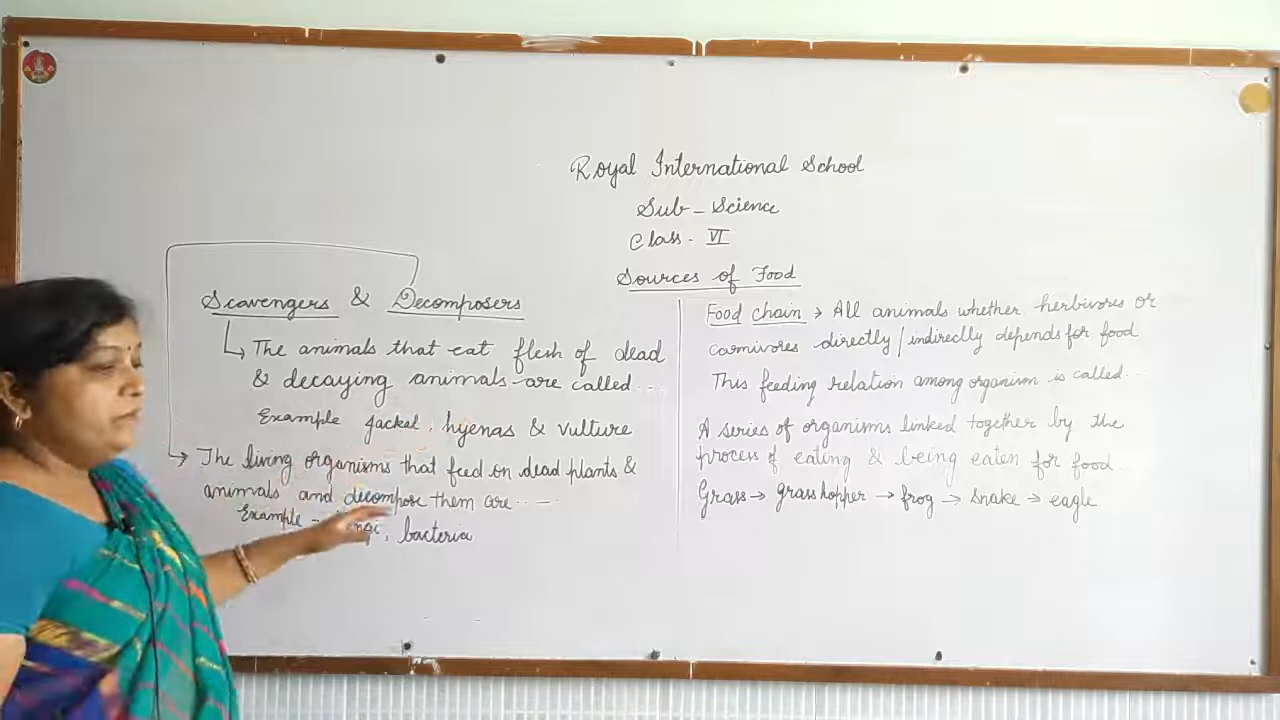 Royal International School
Sub - Science
Class - VI
Sources of Food
Scavengers & Decomposers
The animals that eat flesh of dead
& decaying animals are called...
Example Jackel, hyenas & vulture
The living organisms that feed on dead plants &
animals and decompose them are ...
Example - bacteria
Food chain → All animals whether herbivores or
carnivores directly/indireclly depends for food
This feeding relation among organism is called...
A series of organisms linked together by the
process of eating & being eaten for food.
Grass → grasshopper → frog → Snake → eagle